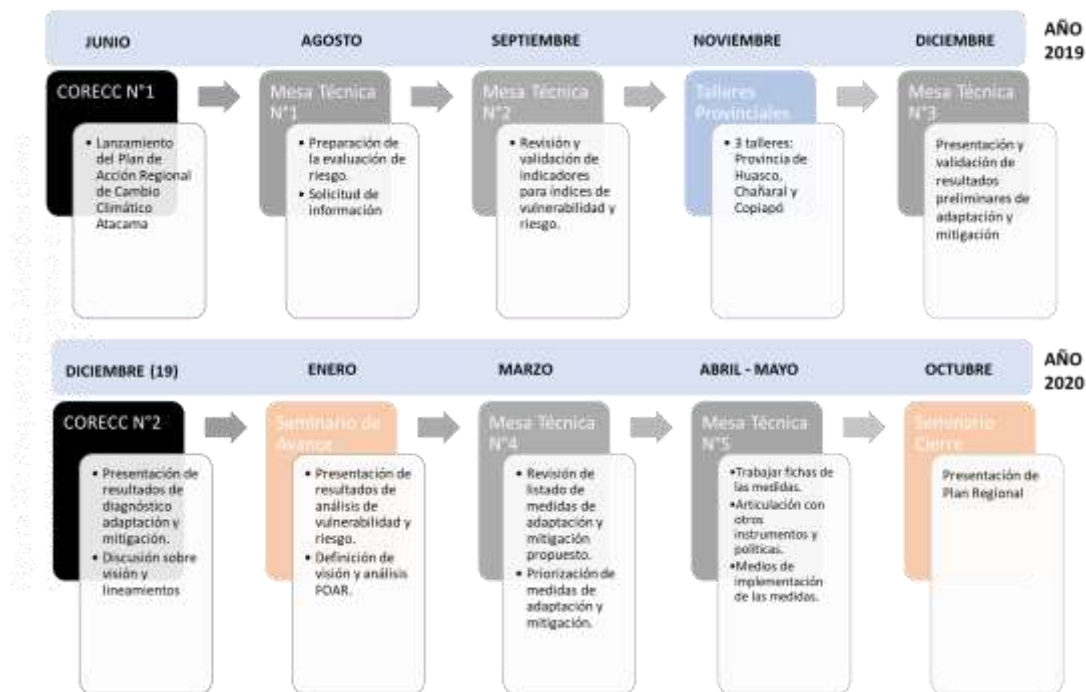 JUNIO
AGOSTO
SEPTIEMBRE
NOVIEMBRE
DICIEMBRE
AÑO
2019
CORECC N°1
• Lanzamiento
del Plan de
Acción Regional
de Cambio
Climático
Atacama
Mesa Técnica
N°1
• Preparación de
la evaluación de
riesgo.
• Solicitud de
información
Mesa Técnica
N°2
• Revisión y
validación de
indicadores
para índices de
vulnerabilidad y
riesgo.
Talleres
Provinciales
• 3 talleres:
Provincia de
Huasco,
Chañaral y
Copiapó
Mesa Técnica
N°3
Presentación y
validación de
resultados
preliminares de
adaptación y
mitigación
DICIEMBRE (19)
ENERO
MARZO
ABRIL - MAYO
OCTUBRE
AÑO
2020
CORECC N°2
• Presentación de
resultados de
diagnóstico
adaptación y
mitigación.
• Discusión sobre
visión y
lineamientos
Seminario de
Avance
• Presentación de
resultados de
análisis de
vulnerabilidad y
riesgo.
• Definición de
visión y análisis
FOAR.
Mesa Técnica
N°4
• Revisión de
listado de
medidas de
adaptación y
mitigación
propuesto.
• Priorización de
medidas de
adaptación y
mitigación.
Mesa Técnica
N°5
•Trabajar fichas de
las medidas.
•Articulación con
otros
instrumentos y
políticas.
•Medios de
implementación
de las medidas.
Seminario
Cierre
Presentación de
Plan Regional